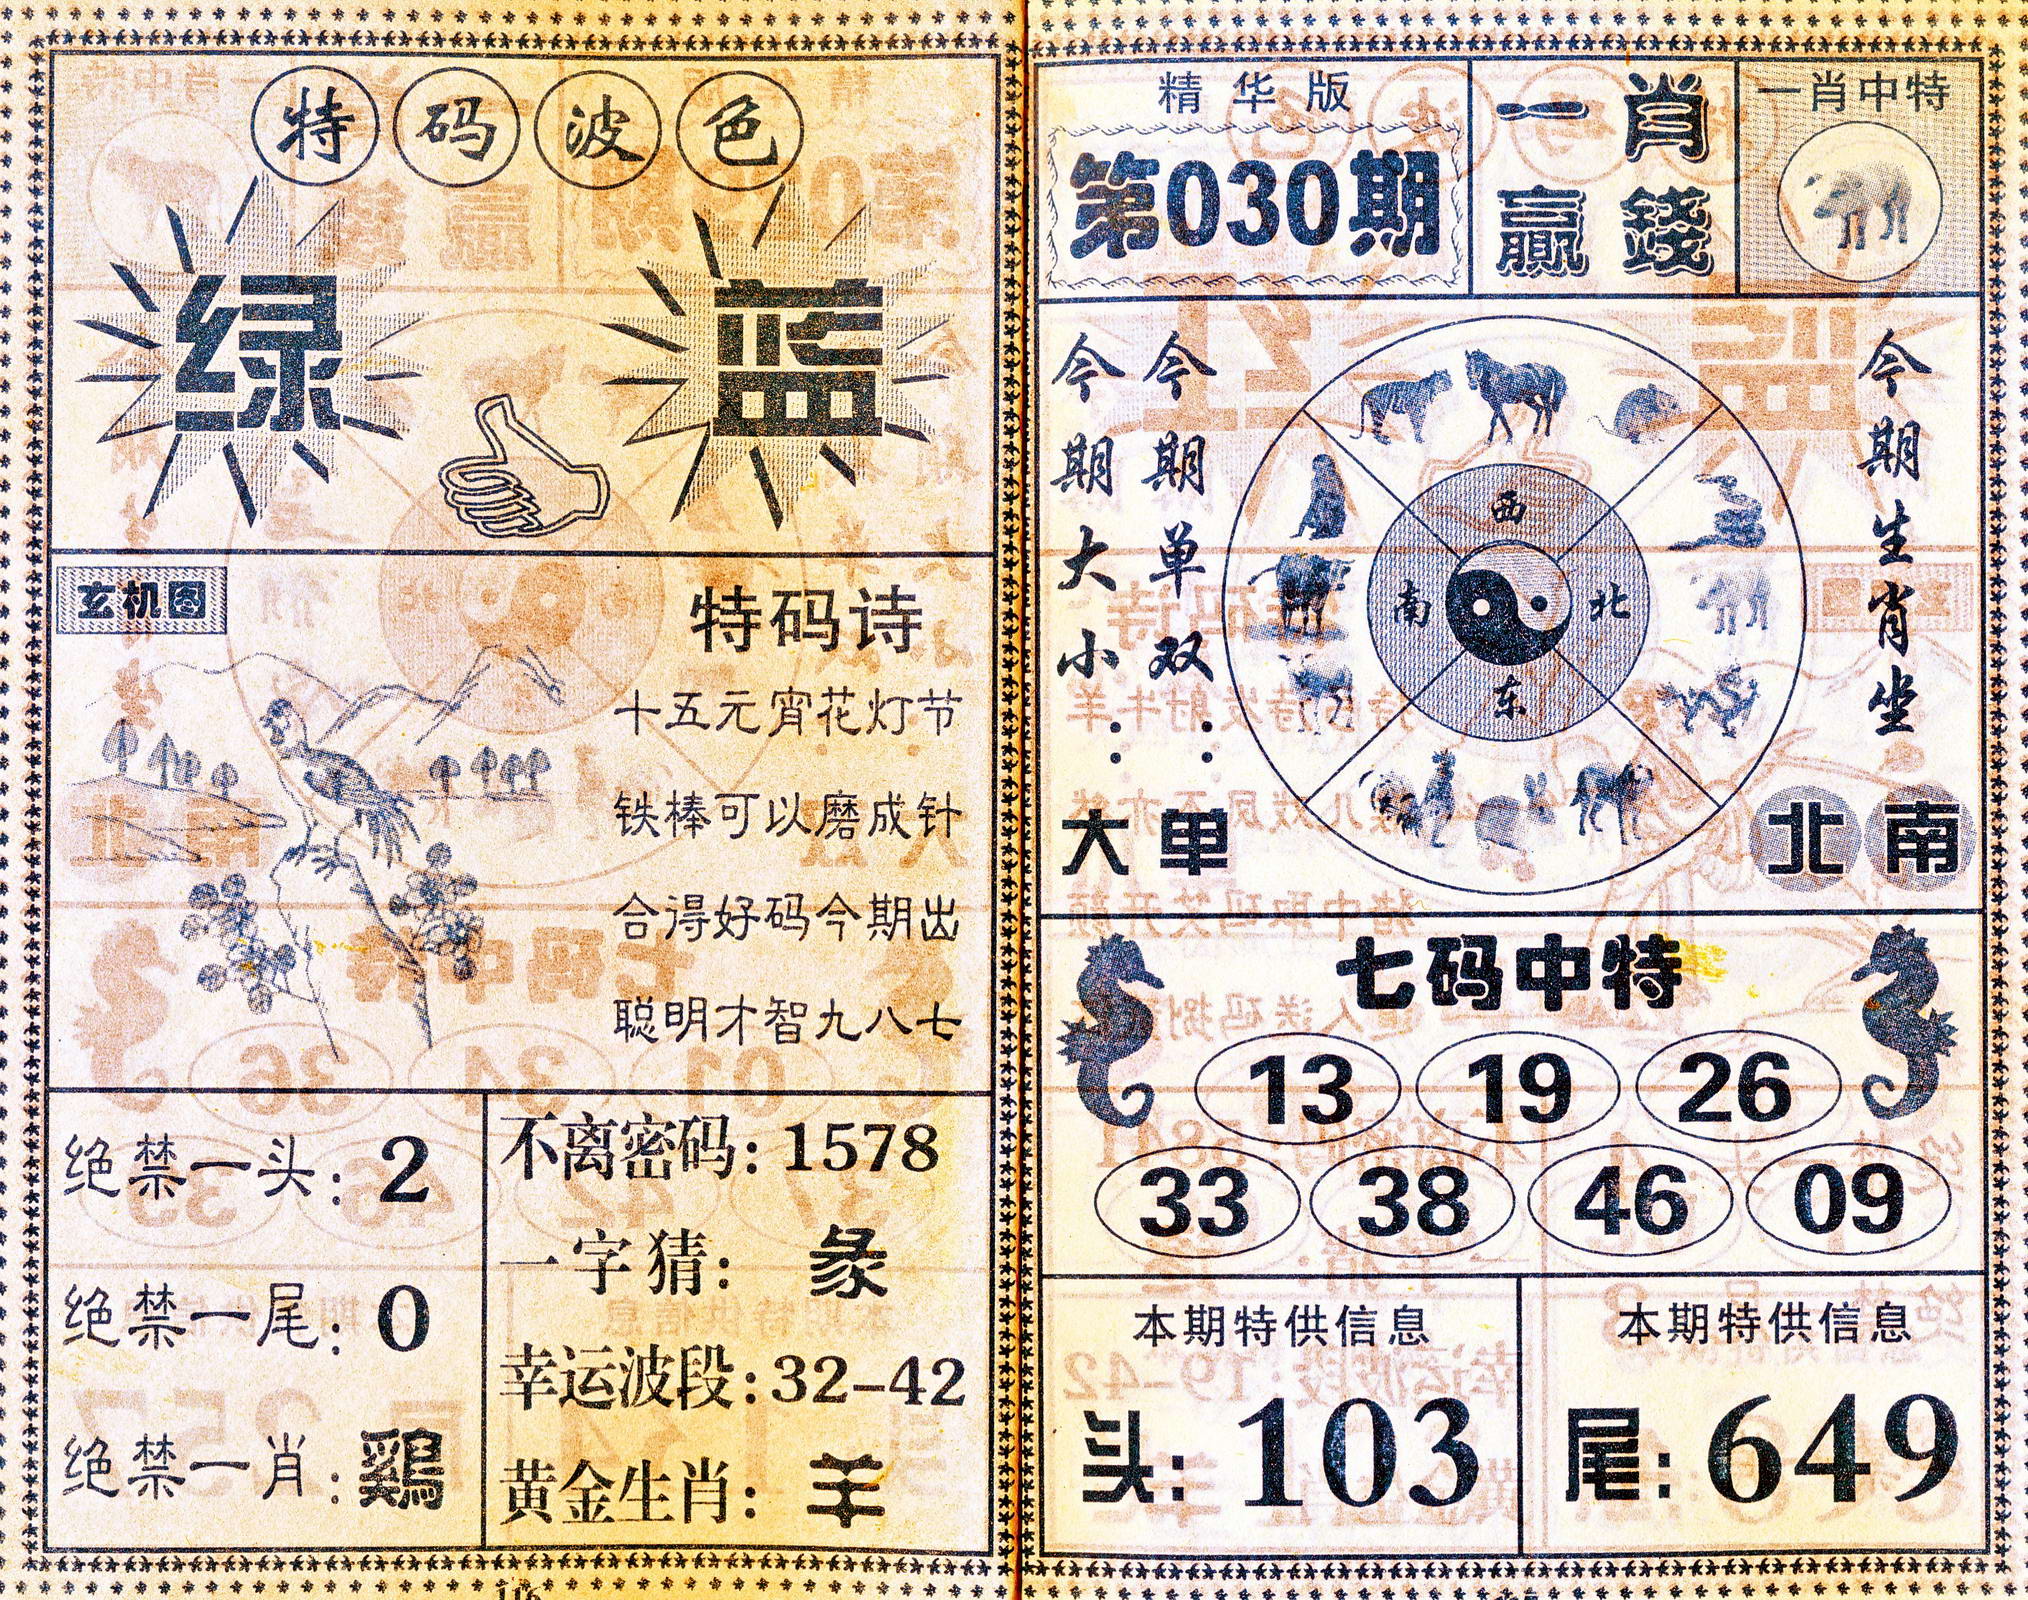 特码波色
绿 蓝
玄机图
特码诗
十五元宵花灯节
铁棒可以磨成针
合得好码今期出
聪明才智九八七
绝禁一头：2
绝禁一尾：0
绝禁一肖：鷄
不离密码：1578
一字猜：
幸运波段：32-42
黄金生肖：羊
精华版
第030期
一肖
赢錢
一肖中特
今期大小：大
今期单双：单
西
南 北
东
今期生肖坐
北南
七码中特
13 19 26
33 38 46 09
本期特供信息
头：103
本期特供信息
尾：649